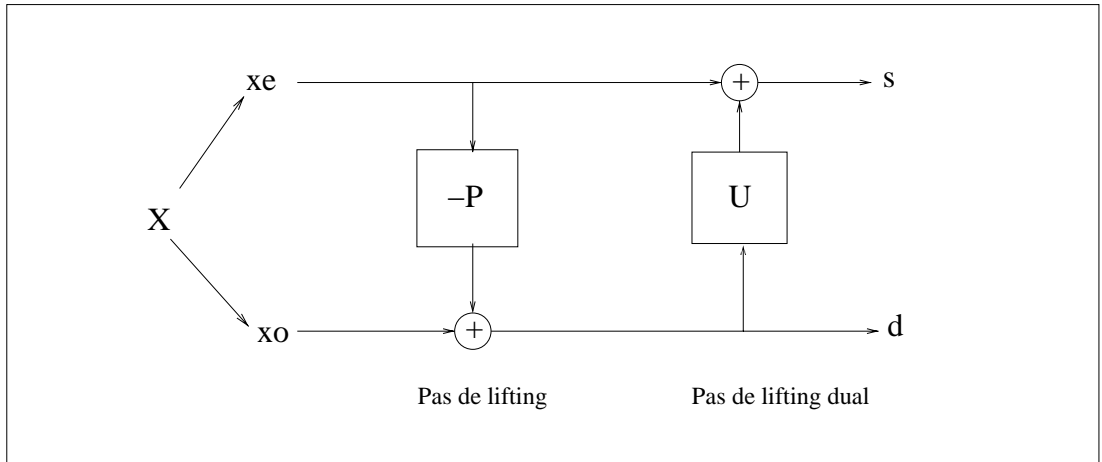 xe
+
s
–P
U
X
xo
+
d
Pas de lifting
Pas de lifting dual